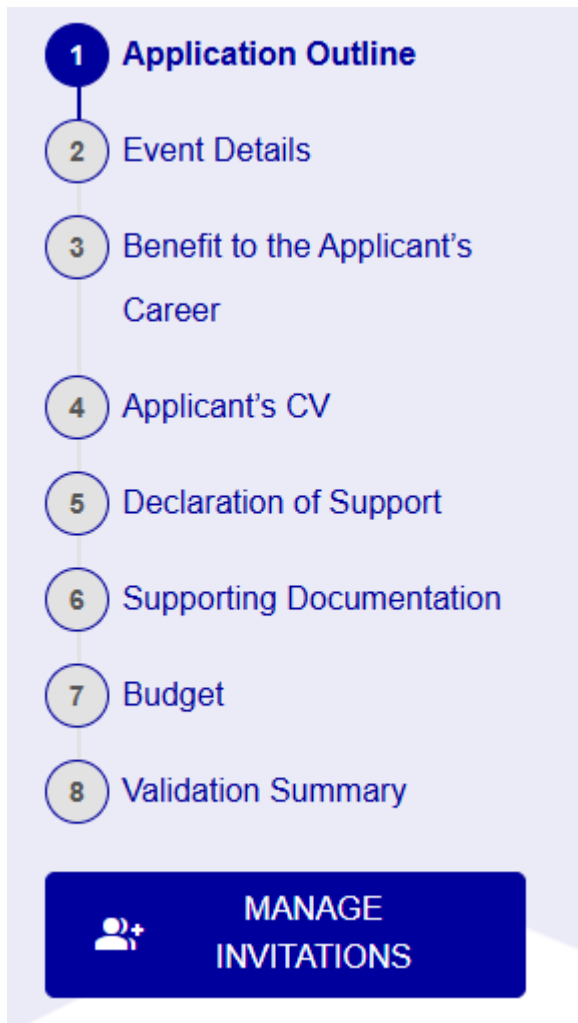 1 Application Outline
2 Event Details
3 Benefit to the Applicant’s
Career
4 Applicant’s CV
5 Declaration of Support
6 Supporting Documentation
7 Budget
8 Validation Summary
MANAGE
INVITATIONS